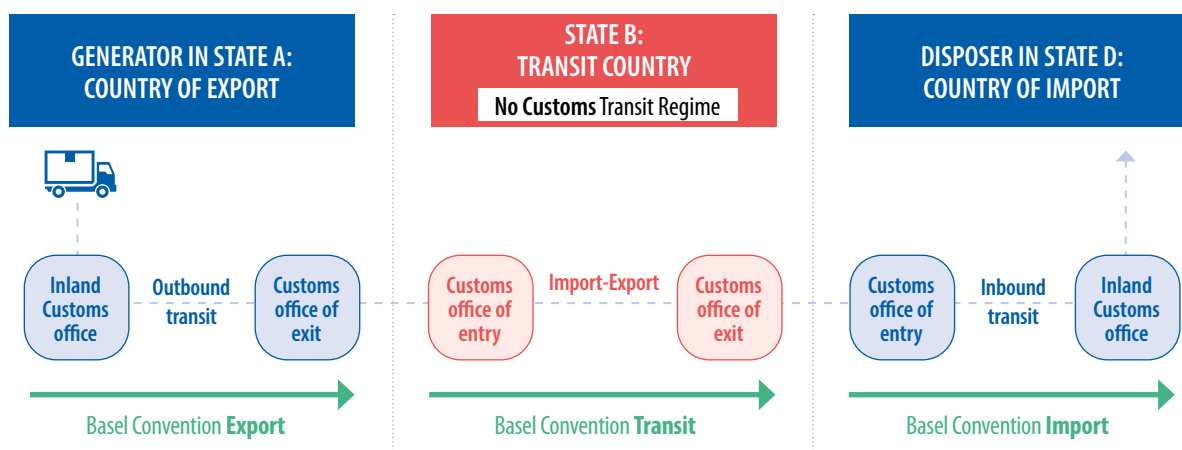 GENERATOR IN STATE A:
COUNTRY OF EXPORT
STATE B:
TRANSIT COUNTRY
No Customs Transit Regime
DISPOSER IN STATE D:
COUNTRY OF IMPORT
Inland
Customs
office
Outbound
transit
Customs
office of
exit
Customs
office of
entry
Import-Export
Customs
office of
exit
Customs
office of
entry
Inbound
transit
Inland
Customs
office
Basel Convention Export
Basel Convention Transit
Basel Convention Import